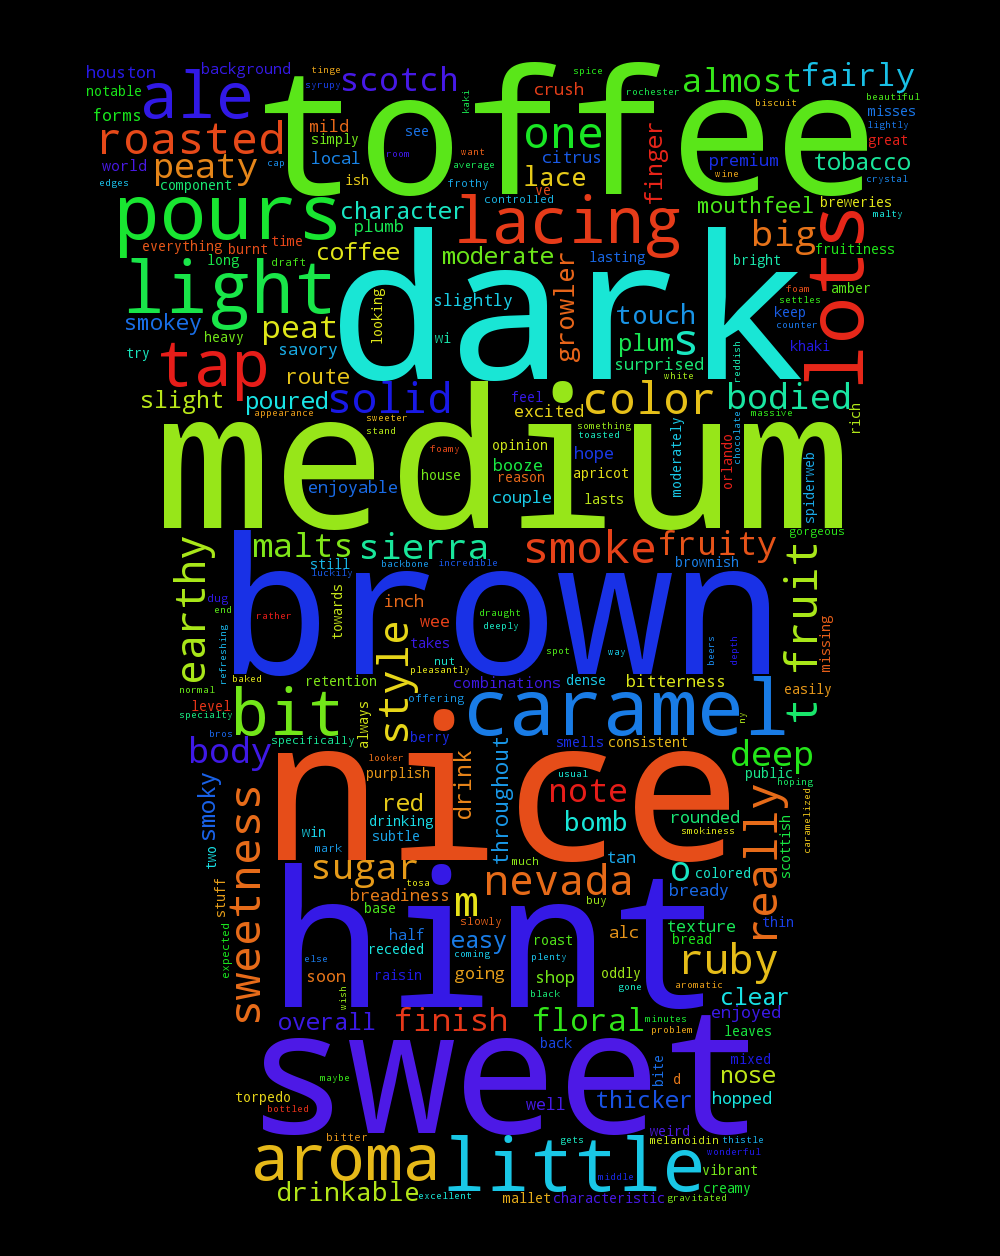 tinge
spice
houston
background
scotch
toffee
almost
fairly
syrupy
notable
ale
crush
rochester
kaki
biscuit
beautiful
forms
misses
roasted
mild
see
one
finger
lightly
simply
great
world
peaty
local
room
want
citrus
premium
tobacco
cap
average
lace
wine
edges
component
ish
frothy
ve
crystal
pours
character
controlled
lacing
mouthfeel
breweries
malty
plumb
lots
everything
burnt
time
coffee
moderate
big
fruitiness
light
long
draft
dark
growler
lasting
bright
amber
foam
looking
slightly
settles
smokey
peat
touch
keep
heavy
wi
plum
s
counter
tap
try
savory
surprised
reddish
khaki
route
white
slight
poured
solid
feel
color
bodied
appearance
sweeter
excited
massive
rich
stand
something
toasted
chocolate
medium
foamy
opinion
hope
moderately
orlando
spiderweb
house
booze
reason
apricot
enjoyable
couple
lasts
gorgeous
malts
sierra
smoke
fruity
earthy
still
backbone
incredible
brownish
fruit
luckily
brown
towards
inch
dug
end
rather
wee
draught
deeply
missing
refreshing
style
takes
spot
way
beers
depth
nut
pleasantly
normal
baked
retention
combinations
dense
bitterness
easily
bit
caramel
t
level
offering
specialty
always
ny
bros
specifically
berry
smells
consistent
body
looker
drink
throughout
deep
nice
purplish
usual
public
hoping
smoky
sweetness
red
note
really
caramelized
drinking
bomb
rounded
win
subtle
smokiness
scottish
two
mark
tan
sugar
much
o
colored
tosa
nevada
stuff
breadiness
m
buy
bready
base
hint
slowly
thin
expected
half
easy
roast
alc
texture
receded
coming
plenty
bread
else
ruby
soon
raisin
going
shop
oddly
gone
aromatic
wish
black
clear
overall
finish
floral
minutes
enjoyed
problem
leaves
sweet
back
bite
mixed
maybe
d
nose
torpedo
bottled
well
thicker
hopped
weird
bitter
gets
melanoidin
thistle
aroma
little
wonderful
middle
vibrant
drinkable
creamy
excellent
mallet
characteristic
gravitated